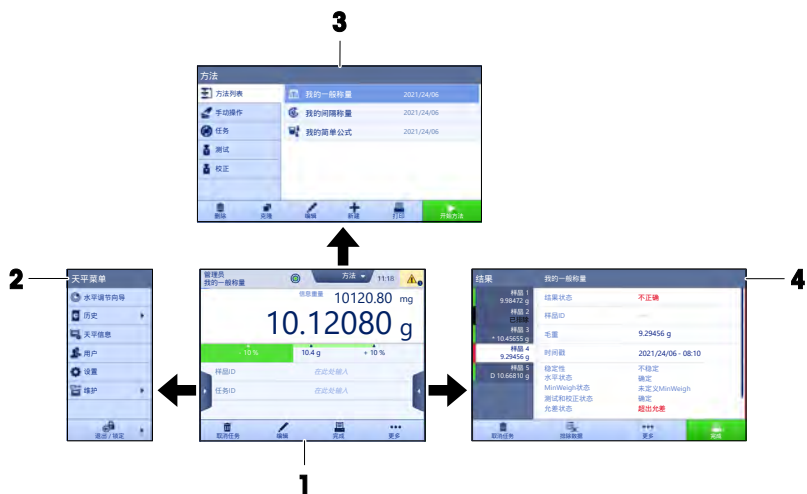 3
方法
方法列表
手动操作
任务
测试
校正
我的一般称量 2021/24/06
我的间隔称量 2021/24/06
我的简单公式 2021/24/06
删除 克隆 编辑 新建 打印 开始方法
2
天平菜单
水平调节向导
历史
天平信息
用户
设置
维护
退出 / 锁定
管理员
我的一般称量
方法
11:18
信息重量 10120.80 mg
10.12080 g
- 10 % 10.4 g + 10 %
样品ID 在此处输入
任务ID 在此处输入
取消任务 编辑 完成 更多
1
4
结果 我的一般称量
样品 1
9.98472 g
样品 2
已排除
样品 3
* 10.45655 g
样品 4
9.29456 g
样品 5
D 10.66810 g
结果状态 不正确
样品ID
毛重 9.29456 g
时间戳 2021/24/06 - 08:10
稳定性 不稳定
水平状态 确定
MinWeigh状态 未定义MinWeigh
测试和校正状态 确定
允差状态 超出允差
取消任务 排除数据 更多 完成